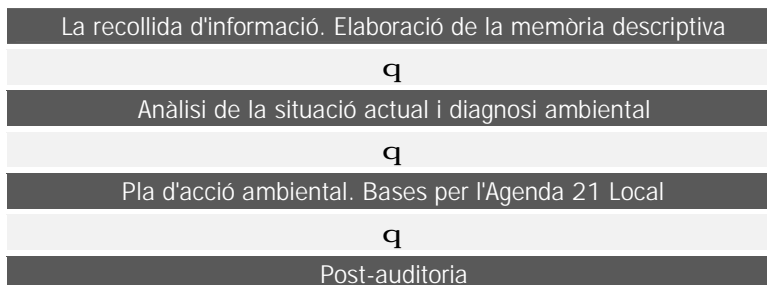 La recollida d'informació. Elaboració de la memòria descriptiva
q
Anàlisi de la situació actual i diagnosi ambiental
q
Pla d'acció ambiental. Bases per l'Agenda 21 Local
q
Post-auditoria